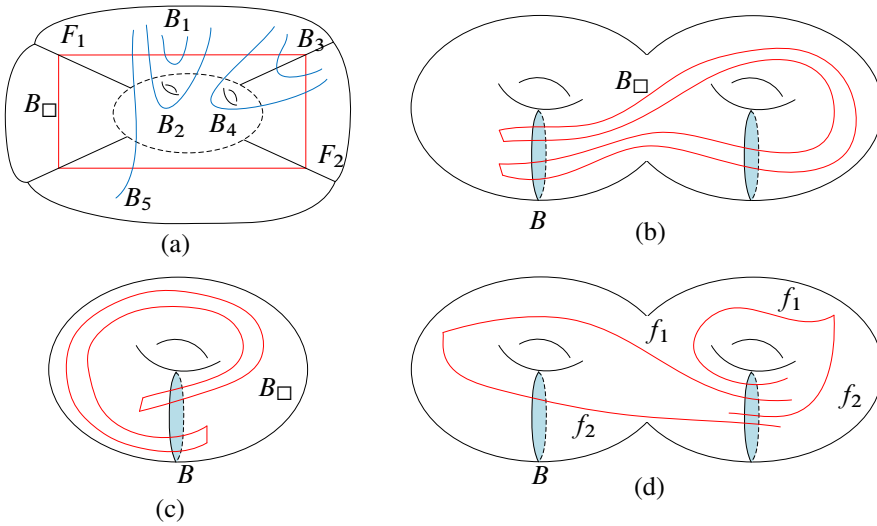 F₁ B₁ B₃
B□ B₂ B₄
F₂
B₅
(a)
B□
B
(b)
B□
B
(c)
f₁ f₁
f₂ f₂
B
(d)